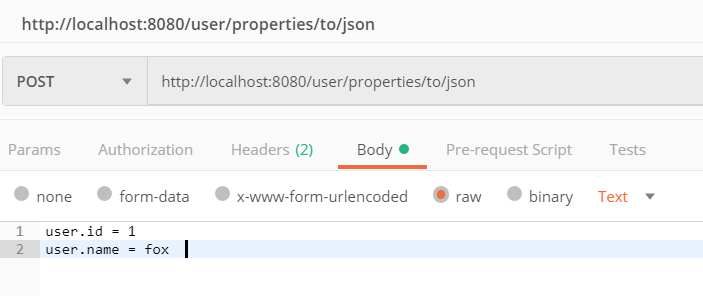 http://localhost:8080/user/properties/to/json
POST http://localhost:8080/user/properties/to/json
Params Authorization Headers (2) Body Pre-request Script Tests
none form-data x-www-form-urlencoded raw binary Text
1 user.id = 1
2 user.name = fox